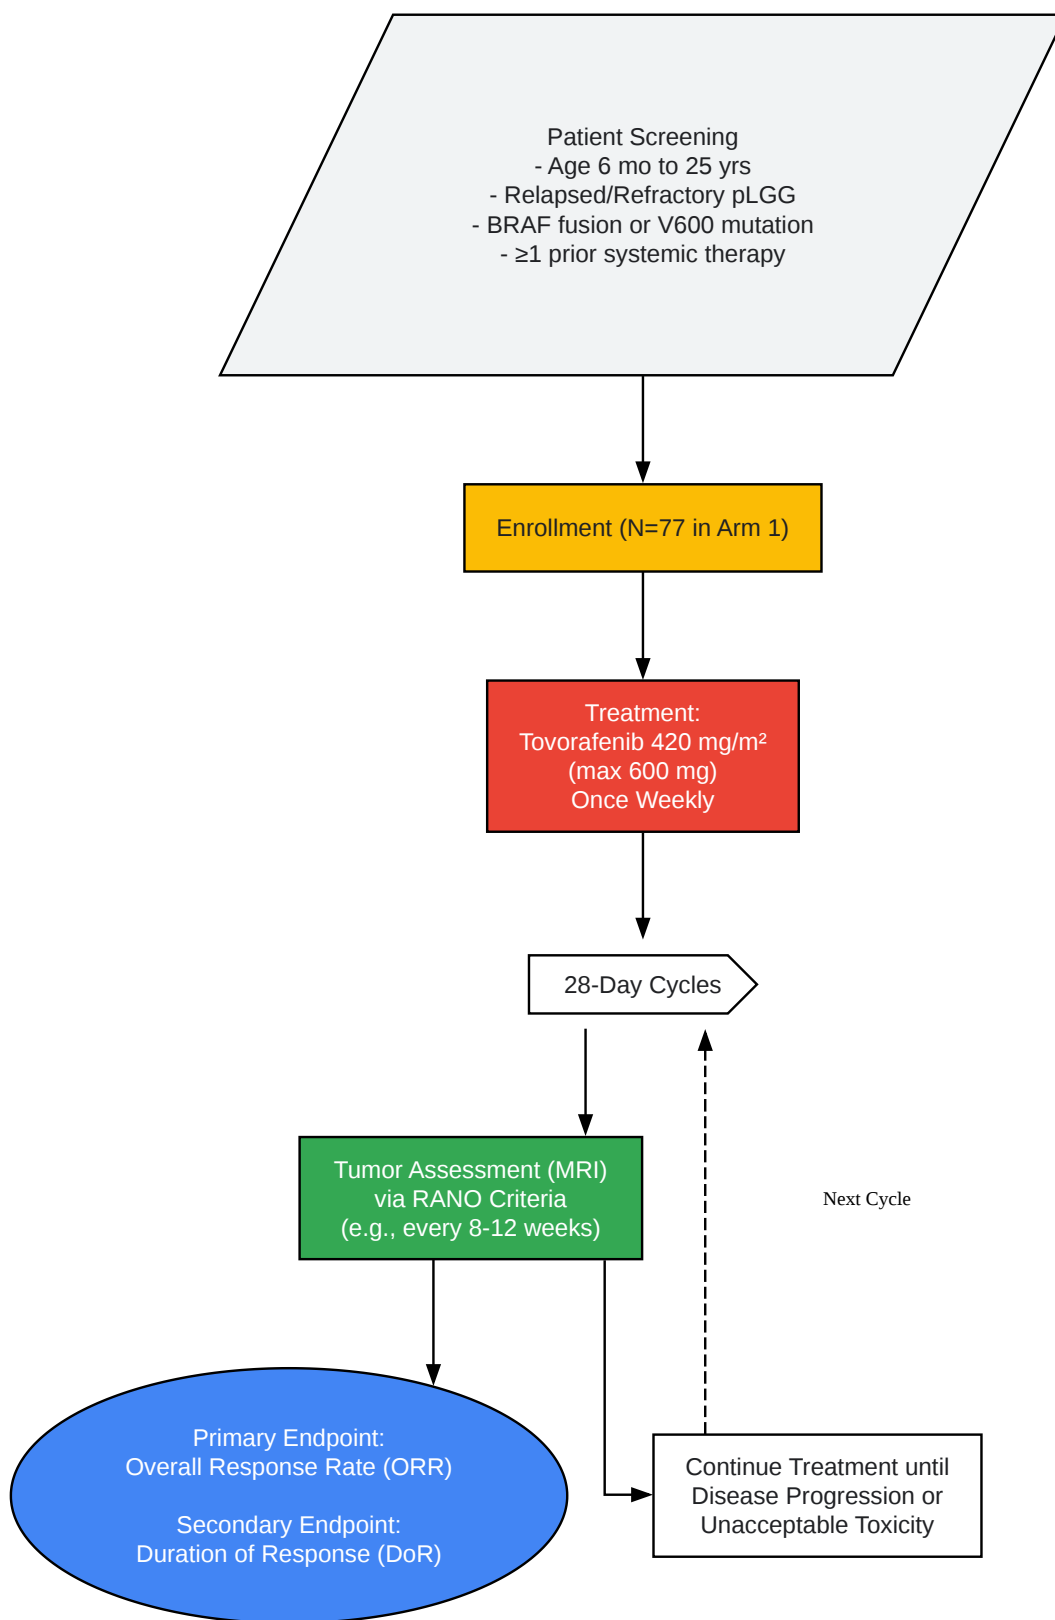 Patient Screening
- Age 6 mo to 25 yrs
- Relapsed/Refractory pLGG
- BRAF fusion or V600 mutation
- ≥1 prior systemic therapy
Enrollment (N=77 in Arm 1)
Treatment:
Tovorafenib 420 mg/m²
(max 600 mg)
Once Weekly
28-Day Cycles
Tumor Assessment (MRI)
via RANO Criteria
(e.g., every 8-12 weeks)
Next Cycle
Primary Endpoint:
Overall Response Rate (ORR)
Secondary Endpoint:
Duration of Response (DoR)
Continue Treatment until
Disease Progression or
Unacceptable Toxicity